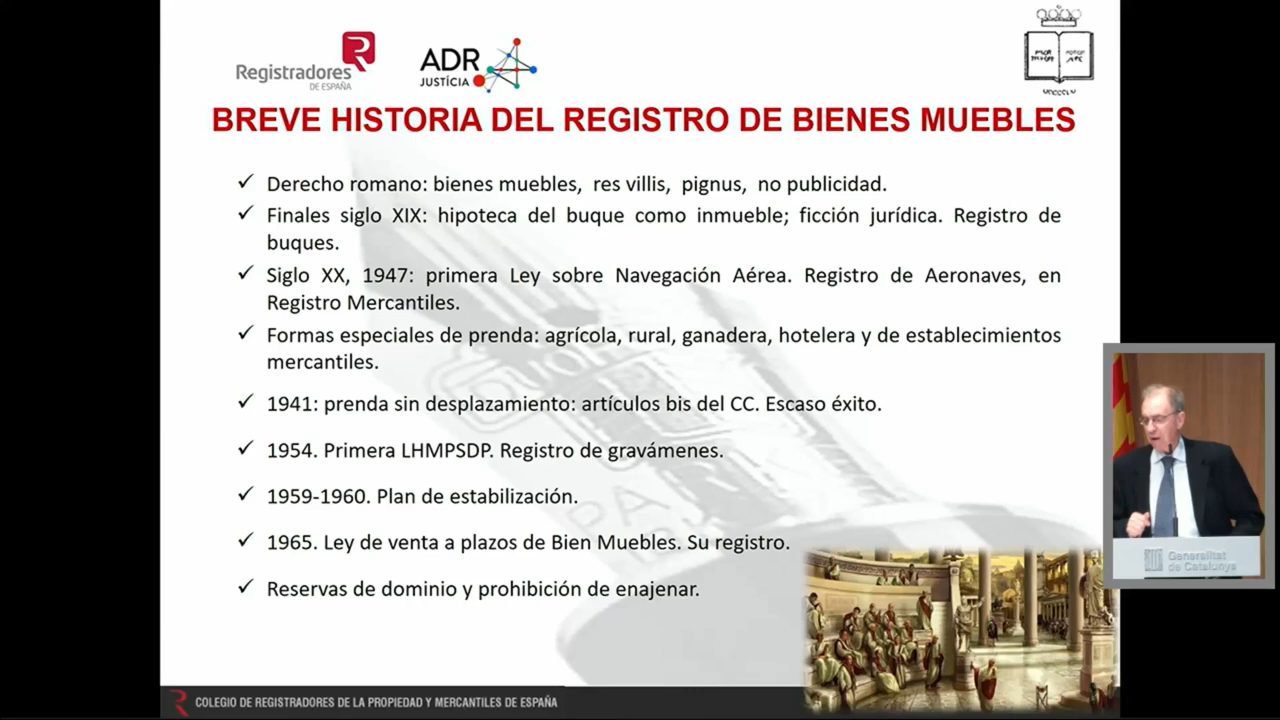 Registradores
DE ESPAÑA
ADR
JUSTÍCIA
BREVE HISTORIA DEL REGISTRO DE BIENES MUEBLES
✓ Derecho romano: bienes muebles, res villis, pignus, no publicidad.
✓ Finales siglo XIX: hipoteca del buque como inmueble; ficción jurídica. Registro de
buques.
✓ Siglo XX, 1947: primera Ley sobre Navegación Aérea. Registro de Aeronaves, en
Registro Mercantiles.
✓ Formas especiales de prenda: agrícola, rural, ganadera, hotelera y de establecimientos
mercantiles.
✓ 1941: prenda sin desplazamiento: artículos bis del CC. Escaso éxito.
✓ 1954. Primera LHMPSDP. Registro de gravámenes.
✓ 1959-1960. Plan de estabilización.
✓ 1965. Ley de venta a plazos de Bien Muebles. Su registro.
✓ Reservas de dominio y prohibición de enajenar.
Generalitat
de Catalunya
COLEGIO DE REGISTRADORES DE LA PROPIEDAD Y MERCANTILES DE ESPAÑA